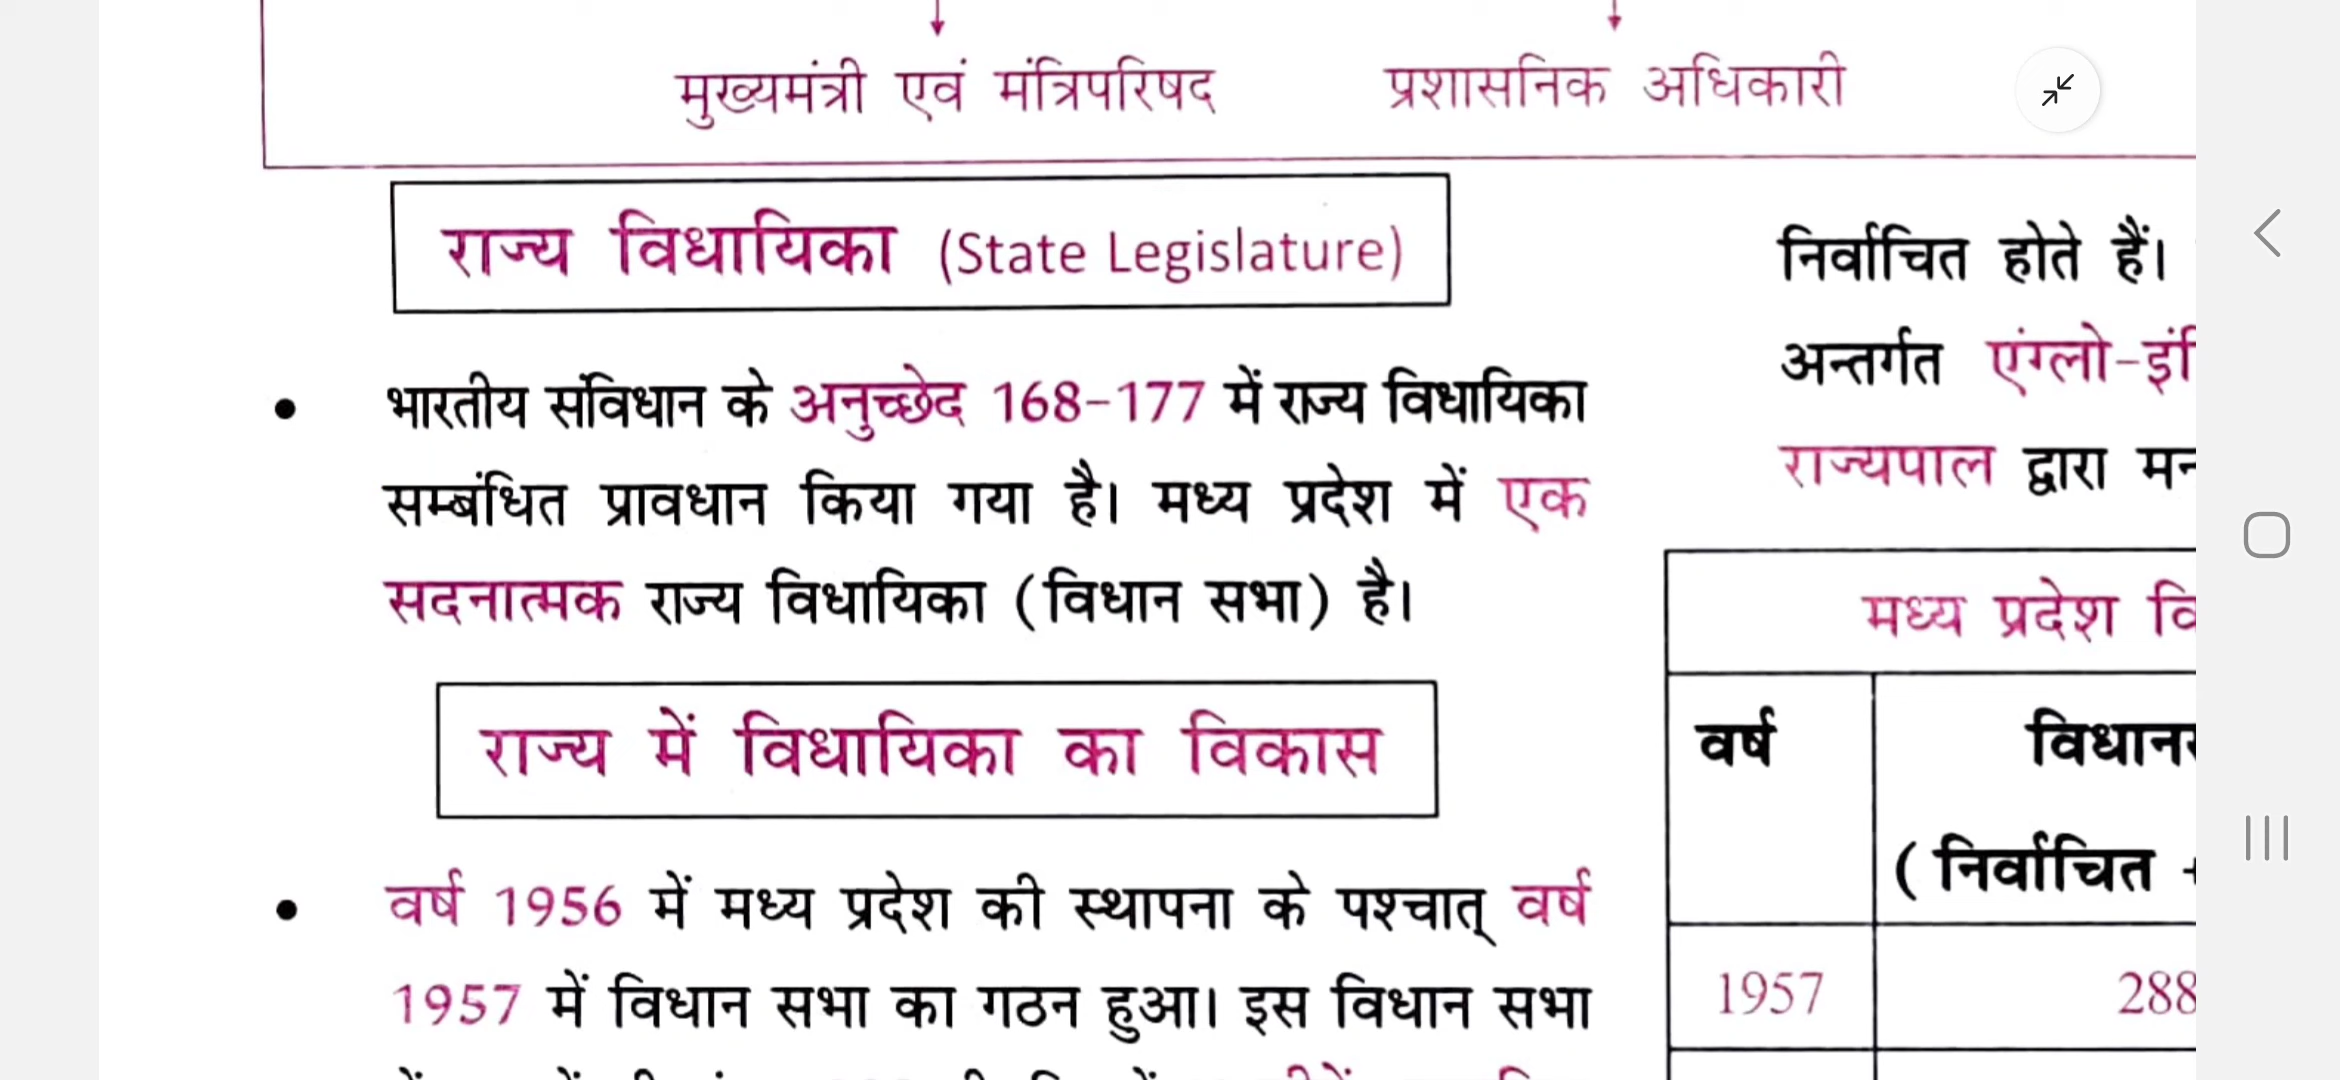 मुख्यमंत्री एवं मंत्रिपरिषद
प्रशासनिक अधिकारी
राज्य विधायिका (State Legislature)
• भारतीय संविधान के अनुच्छेद 168-177 में राज्य विधायिका
सम्बंधित प्रावधान किया गया है। मध्य प्रदेश में एक
सदनात्मक राज्य विधायिका (विधान सभा) है।
राज्य में विधायिका का विकास
• वर्ष 1956 में मध्य प्रदेश की स्थापना के पश्चात् वर्ष
1957 में विधान सभा का गठन हुआ। इस विधान सभा
निर्वाचित होते हैं।
अन्तर्गत
राज्यपाल द्वारा
मध्य प्रदेश
वर्ष
(निर्वाचित +
1957
288